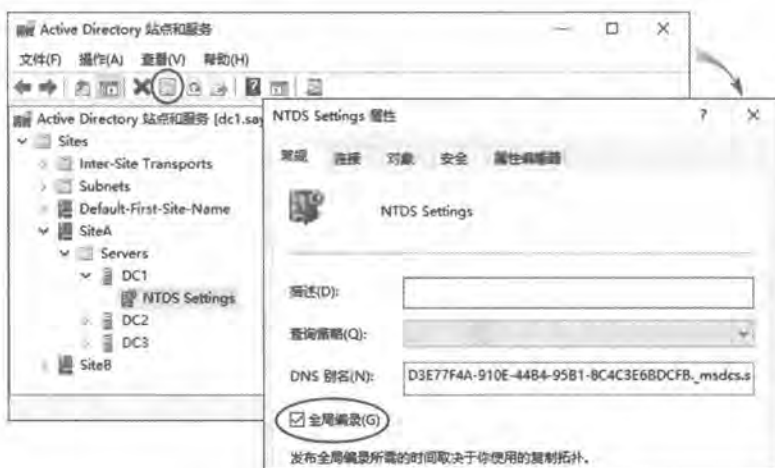 Active Directory 站点和服务
文件(F) 操作(A) 查看(V) 帮助(H)
Active Directory 站点和服务 [dc1.say
Sites
Inter-Site Transports
Subnets
Default-First-Site-Name
SiteA
Servers
DC1
NTDS Settings
DC2
DC3
SiteB
NTDS Settings 属性
常规 连接 对象 安全 属性编辑器
NTDS Settings
描述(D):
查询策略(Q):
DNS 别名(N): D3E77F4A-910E-44B4-95B1-8C4C3E6BDCFB._msdcs.s
全局编录(G)
发布全局编录所需的时间取决于你使用的复制拓扑。